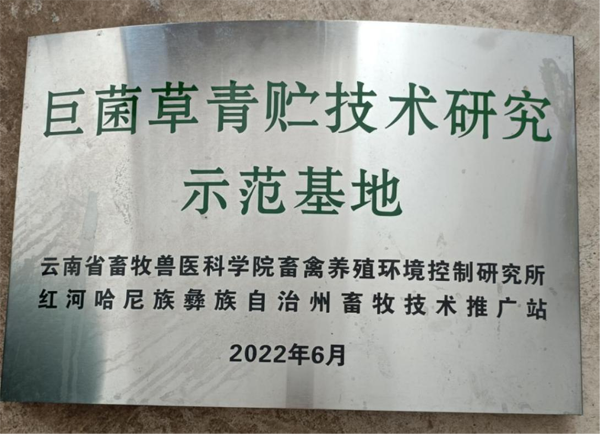 巨菌草青贮技术研究
示范基地
云南省畜牧兽医科学院畜禽养殖环境控制研究所
红河哈尼族彝族自治州畜牧技术推广站
2022年6月